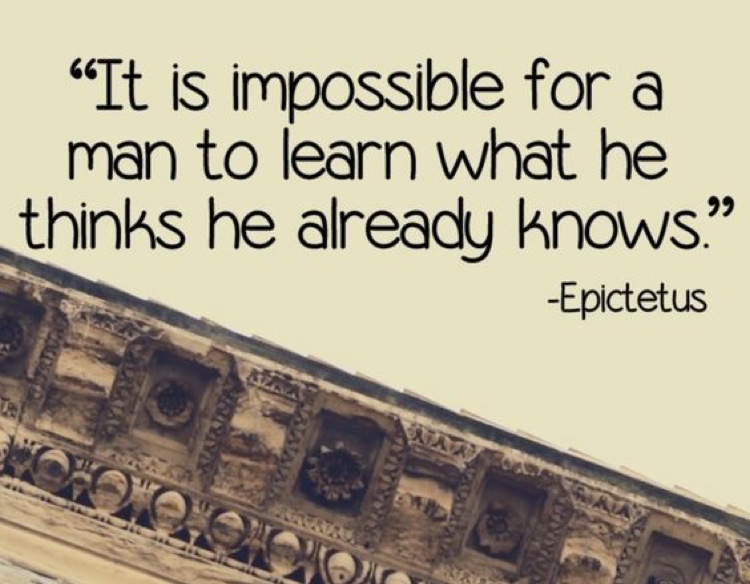 “It is impossible for a
man to learn what he
thinks he already knows.”
-Epictetus